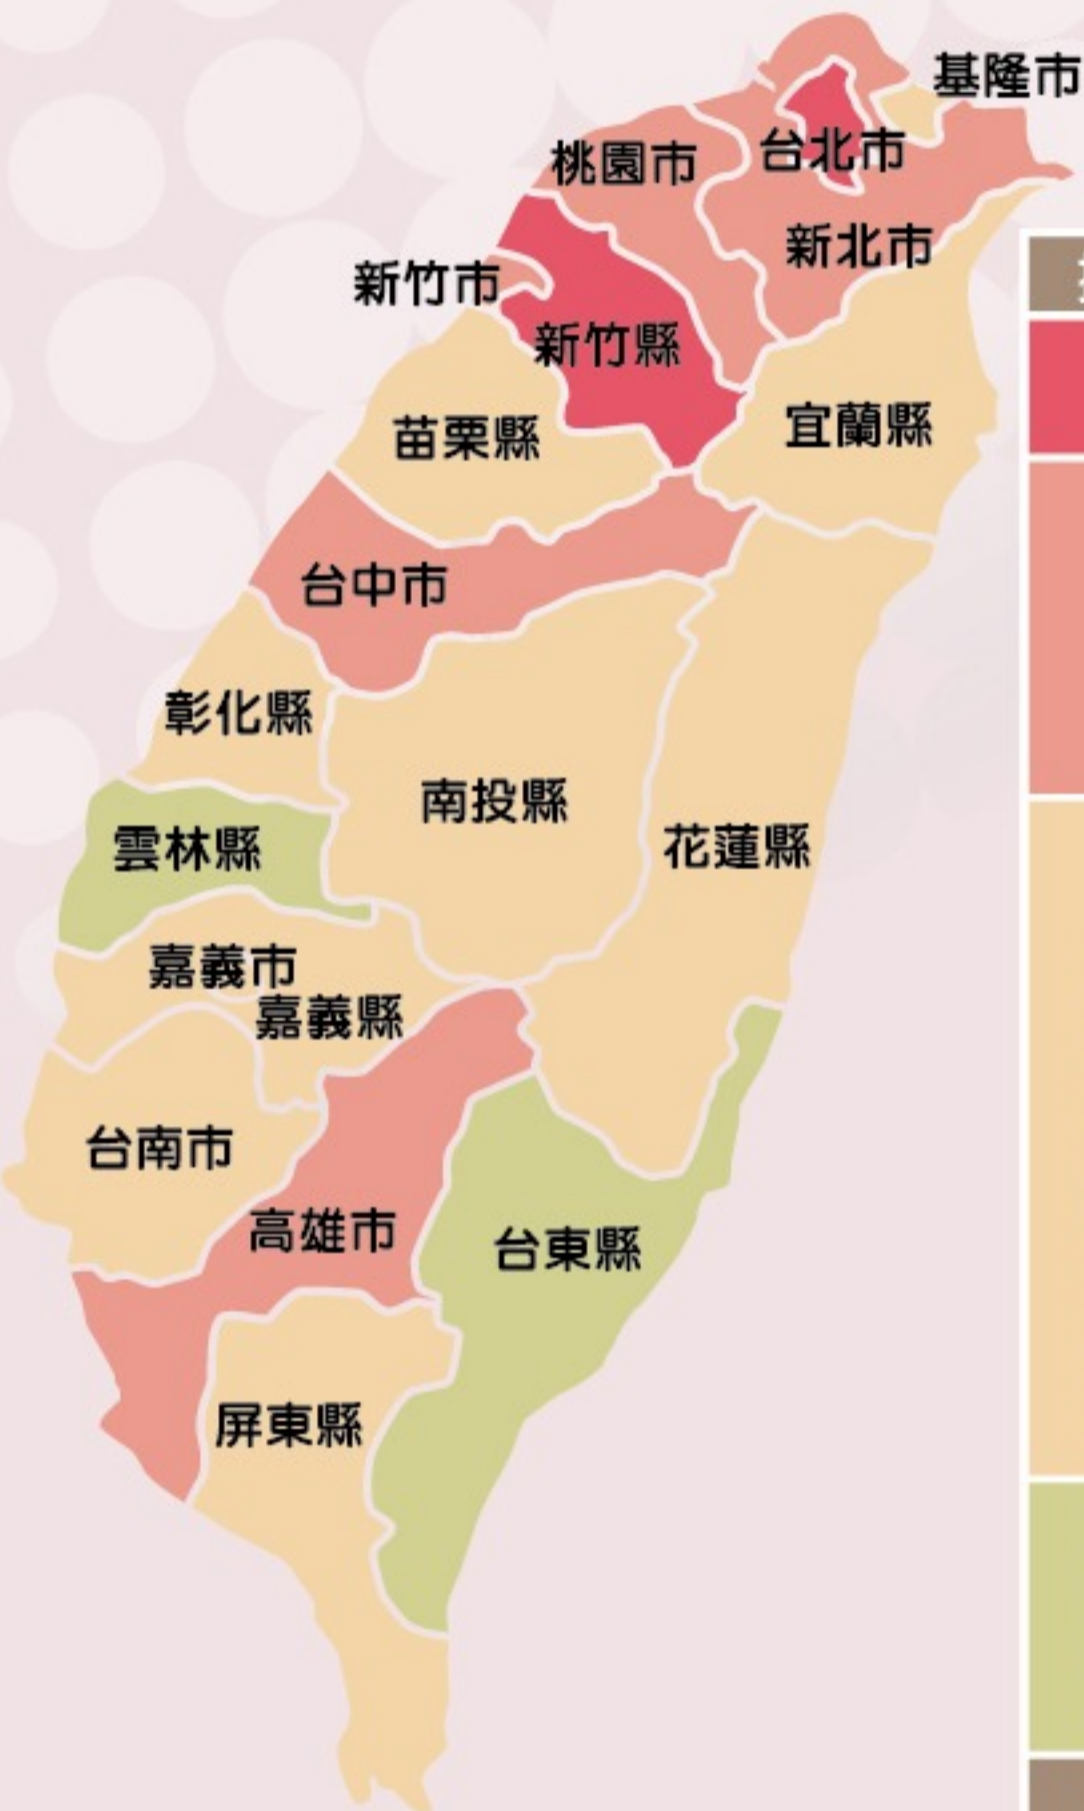 基隆市
台北市
桃園市
新北市
新竹市
新竹縣
宜蘭縣
苗栗縣
台中市
彰化縣
南投縣
花蓮縣
雲林縣
嘉義市
嘉義縣
台南市
高雄市
台東縣
屏東縣